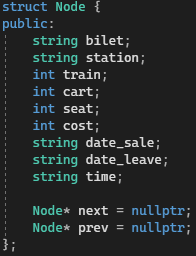 struct Node {
public:
string bilet;
string station;
int train;
int cart;
int seat;
int cost;
string date_sale;
string date_leave;
string time;
Node* next = nullptr;
Node* prev = nullptr;
};